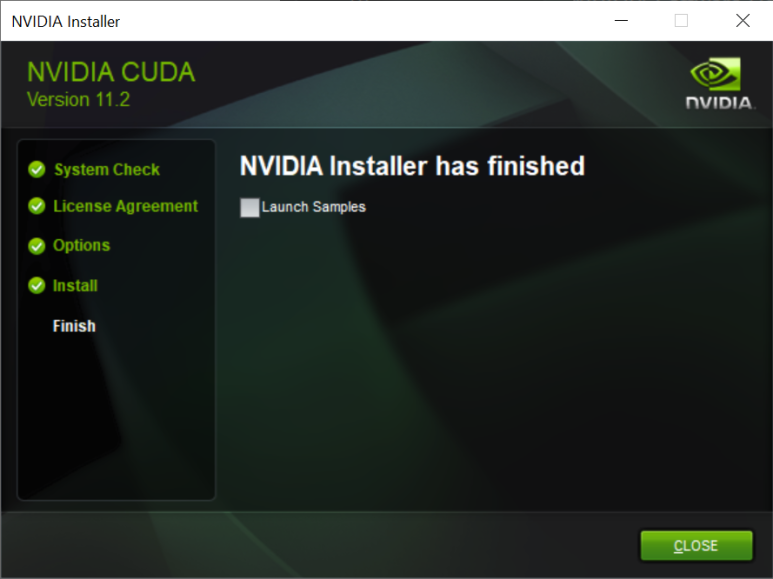 NVIDIA Installer
NVIDIA CUDA
Version 11.2
NVIDIA.
System Check
License Agreement
Options
Install
Finish
NVIDIA Installer has finished
Launch Samples
CLOSE